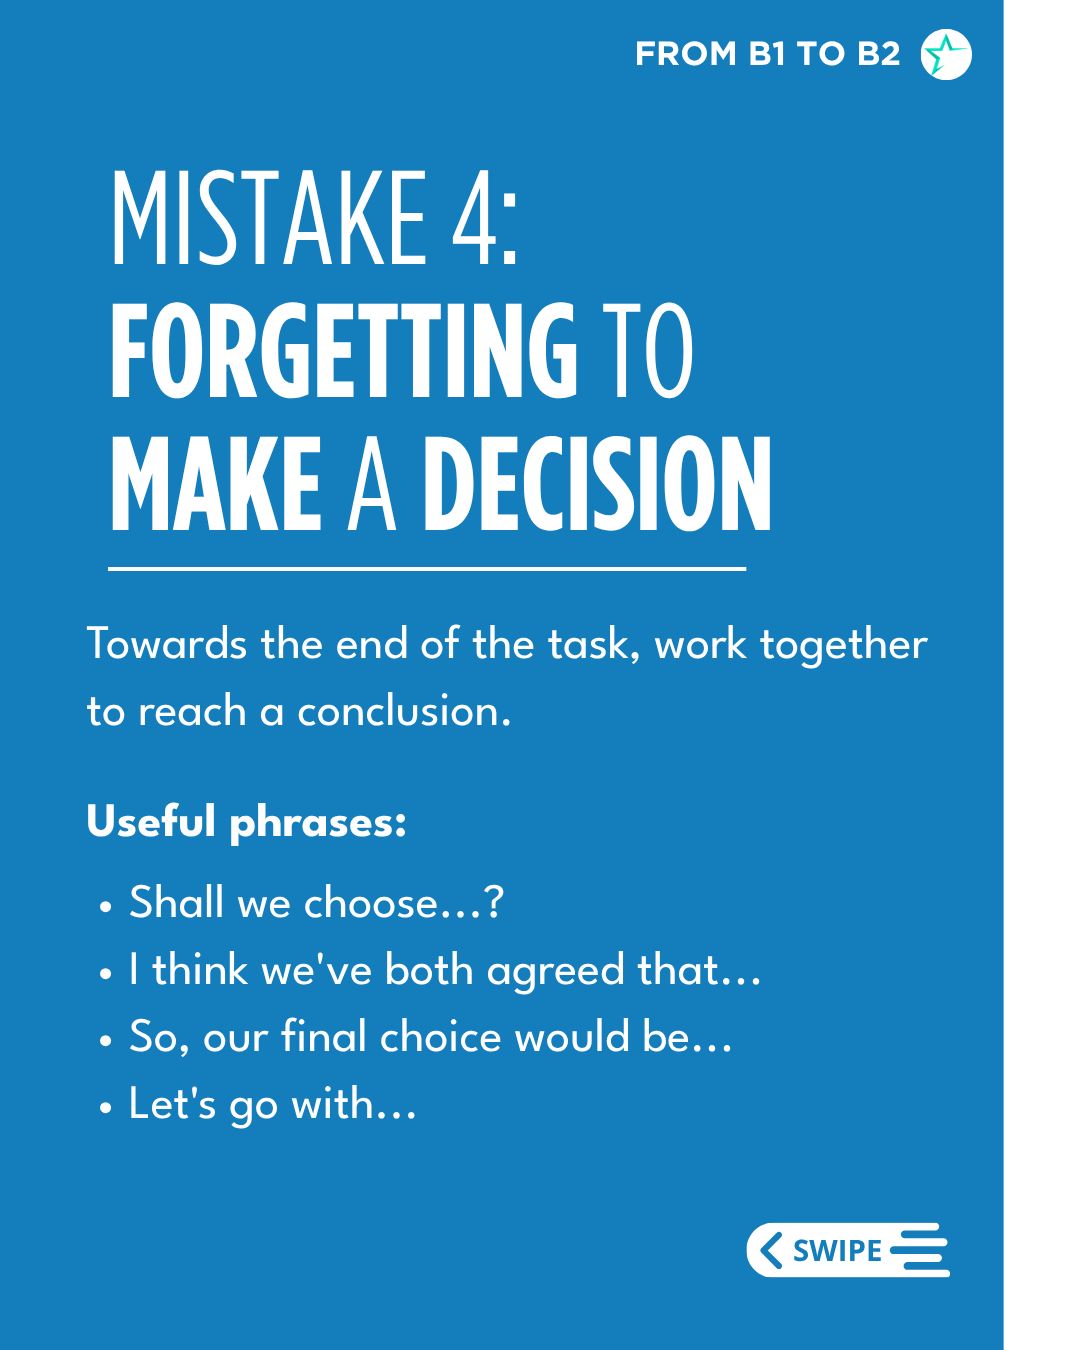 FROM B1 TO B2
MISTAKE 4:
FORGETTING TO
MAKE A DECISION
Towards the end of the task, work together
to reach a conclusion.
Useful phrases:
• Shall we choose...?
• I think we've both agreed that...
• So, our final choice would be...
• Let's go with...
SWIPE